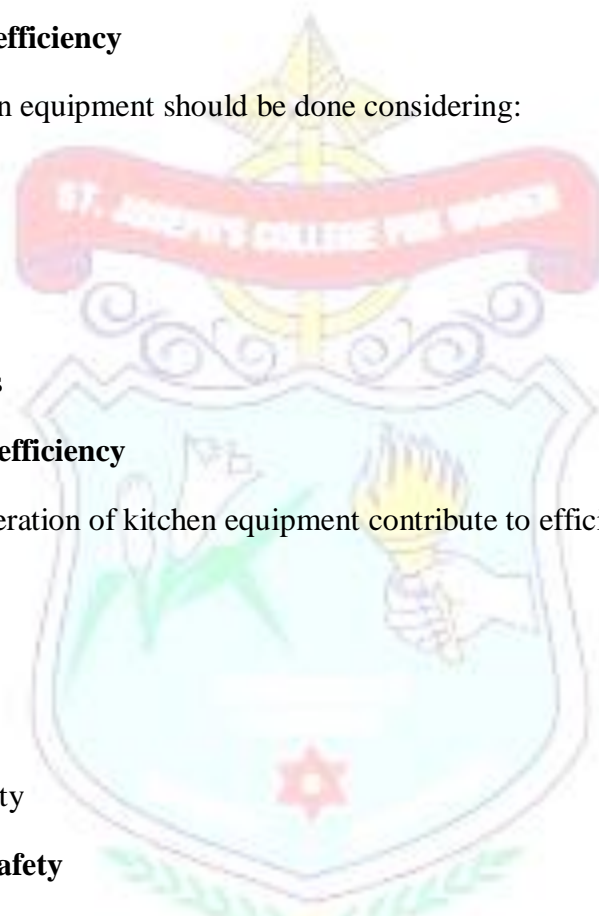 efficiency
n equipment should be done considering:
ST. JOSEPH'S COLLEGE FOR WOMEN
s
efficiency
eration of kitchen equipment contribute to effici
ty
afety